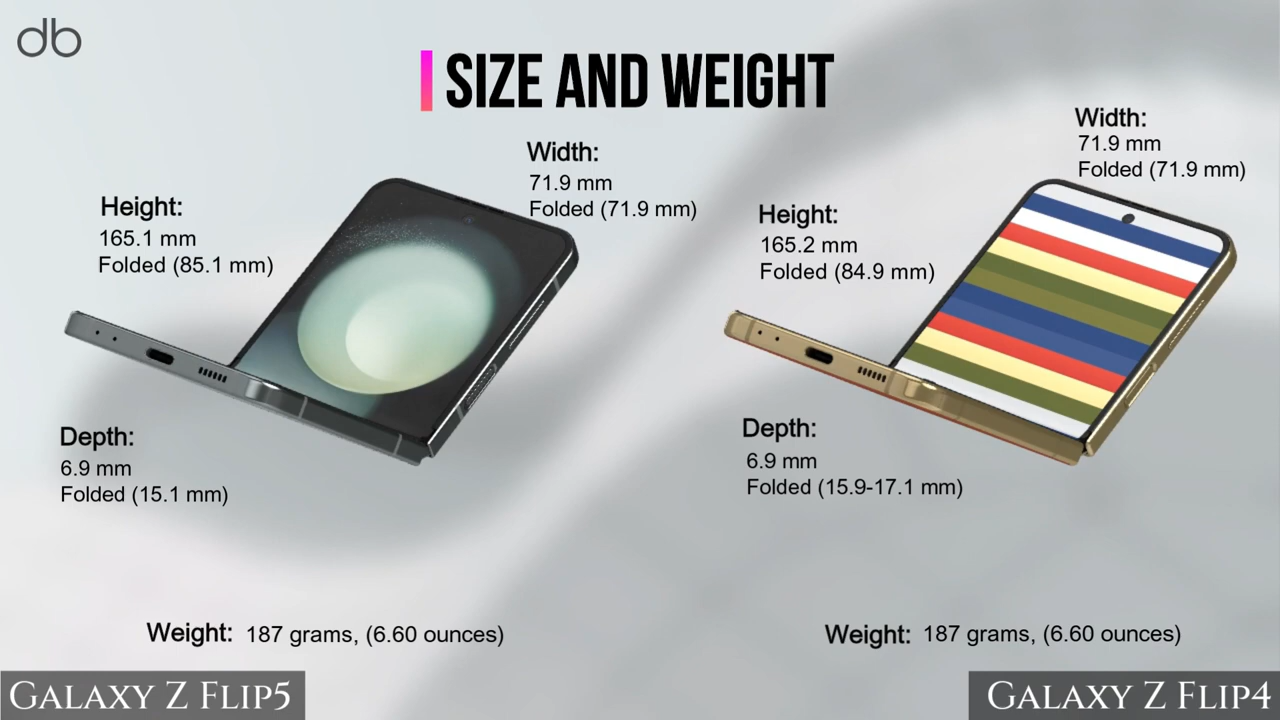 db
SIZE AND WEIGHT
Height:
165.1 mm
Folded (85.1 mm)
Width:
71.9 mm
Folded (71.9 mm)
Depth:
6.9 mm
Folded (15.1 mm)
Weight: 187 grams, (6.60 ounces)
GALAXY Z FLIP5
Height:
165.2 mm
Folded (84.9 mm)
Width:
71.9 mm
Folded (71.9 mm)
Depth:
6.9 mm
Folded (15.9-17.1 mm)
Weight: 187 grams, (6.60 ounces)
GALAXY Z FLIP4